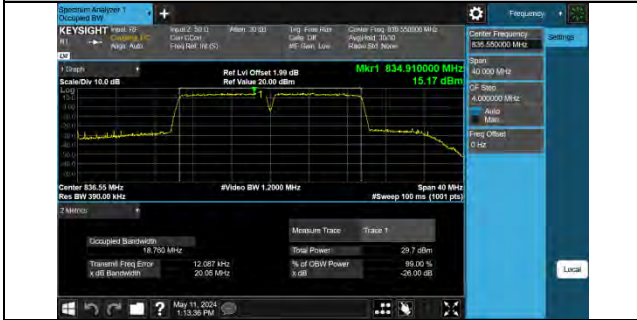 Spectrum Analyzer 1
Occupied BW
Frequency
KEYSIGHT Input: RF
Input Z: 50 Ω
Atten: 30 dB
Trig: Free Run
Center Freq: 836.550000 MHz
Align: Auto
Freq Ref: Int (S)
Gate: Off
#IF Gain: Low
Avg|Hold: 10/10
Radio Std: None
Center Frequency
836.550000 MHz
Settings
Span
40.000 MHz
CF Step
4.000000 MHz
Auto
Man
Freq Offset
0 Hz
1 Graph
Scale/Div 10.0 dB
Ref Lvl Offset 1.99 dB
Ref Value 20.00 dBm
Mkr1 834.910000 MHz
15.17 dBm
Log
Center 836.55 MHz
Res BW 390.00 kHz
#Video BW 1.2000 MHz
Span 40 MHz
#Sweep 100 ms (1001 pts)
2 Metrics
Measure Trace
Trace 1
Occupied Bandwidth
18.760 MHz
Total Power
29.7 dBm
Transmit Freq Error
12.087 kHz
% of OBW Power
99.00 %
x dB Bandwidth
20.05 MHz
x dB
-26.00 dB
Local
May 11, 2024
1:13:36 PM